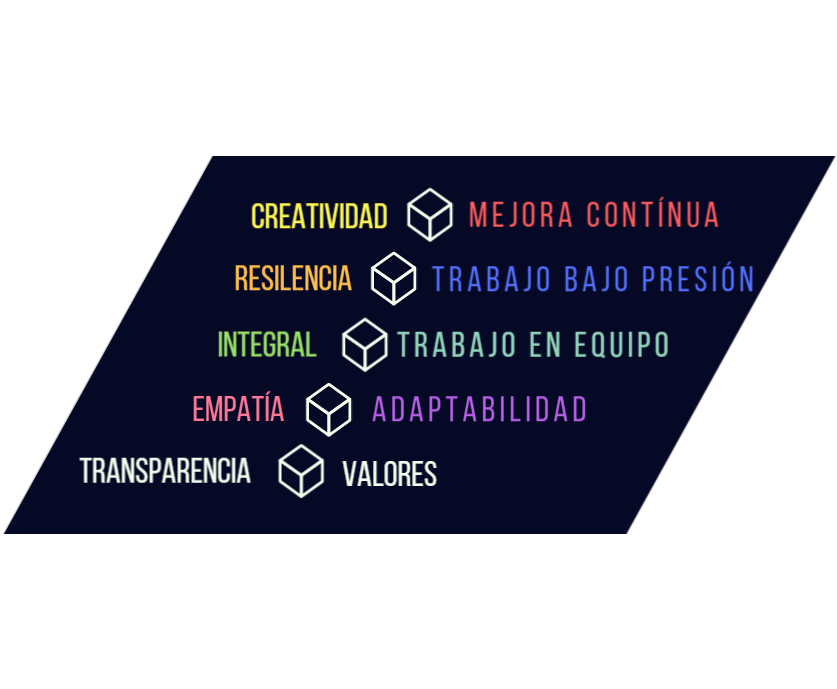 CREATIVIDAD MEJORA CONTÍNUA
RESILENCIA TRABAJO BAJO PRESIÓN
INTEGRAL TRABAJO EN EQUIPO
EMPATÍA ADAPTABILIDAD
TRANSPARENCIA VALORES